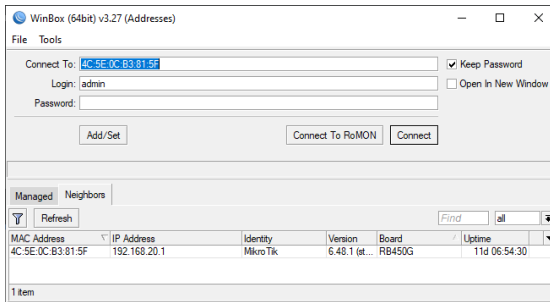 WinBox (64bit) v3.27 (Addresses)
File Tools
Connect To: 4C:5E:0C:B3:81:5F
Keep Password
Login: admin
Open In New Window
Password:
Add/Set Connect To RoMON Connect
Managed Neighbors
Refresh Find all
MAC Address IP Address Identity Version Board Uptime
4C:5E:0C:B3:81:5F 192.168.20.1 MikroTik 6.48.1 (st... RB450G 11d 06:54:30
1 item